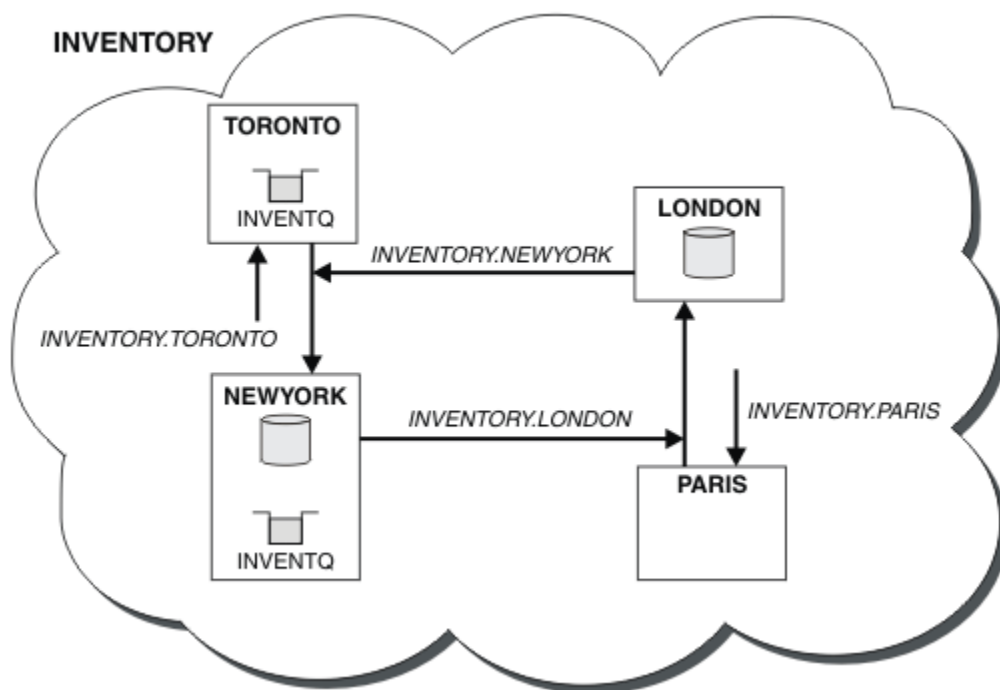 INVENTORY
TORONTO
INVENTQ
LONDON
INVENTORY.NEWYORK
INVENTORY.TORONTO
NEWYORK
INVENTQ
INVENTORY.LONDON
INVENTORY.PARIS
PARIS